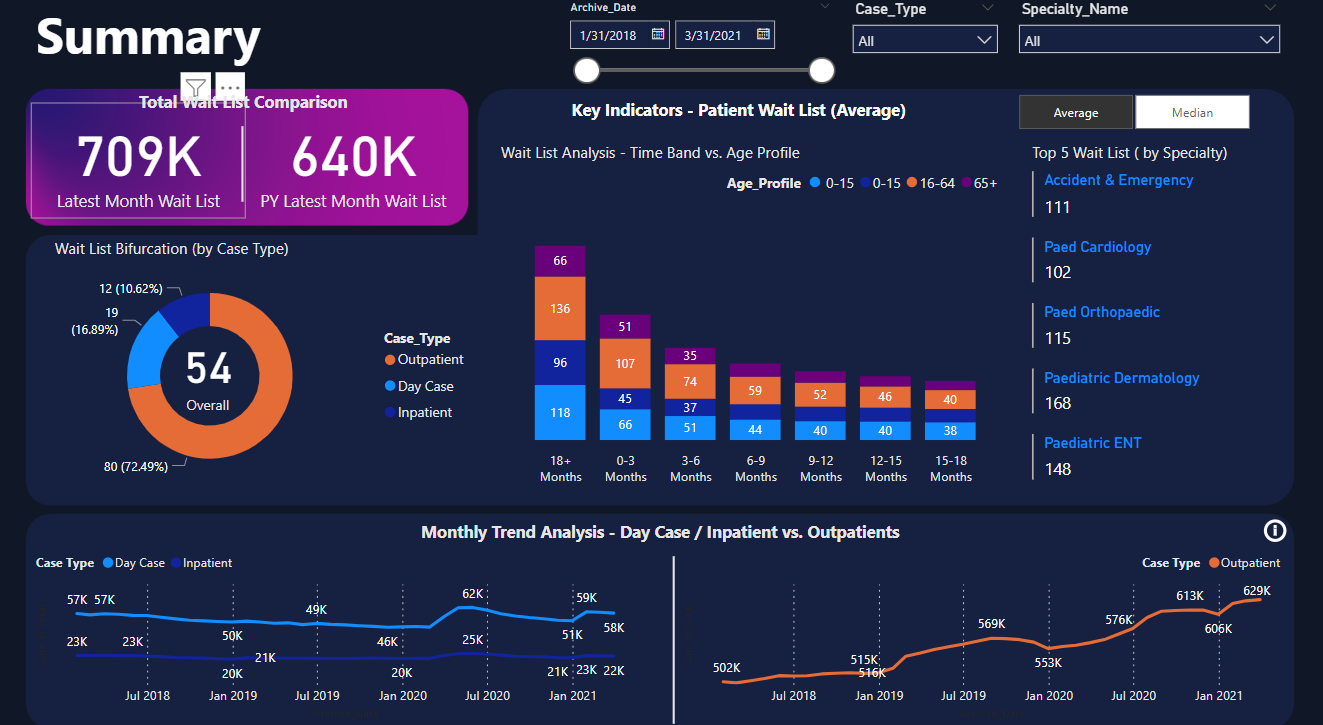 Summary
Archive_Date
1/31/2018
3/31/2021
Case_Type
All
Specialty_Name
All
Total Wait List Comparison
709K
Latest Month Wait List
640K
PY Latest Month Wait List
Key Indicators - Patient Wait List (Average)
Average
Median
Wait List Analysis - Time Band vs. Age Profile
Age_Profile 0-15 0-15 16-64 65+
66
136
96
118
51
107
45
66
35
74
37
51
59
44
52
40
46
40
40
38
18+ Months
0-3 Months
3-6 Months
6-9 Months
9-12 Months
12-15 Months
15-18 Months
Top 5 Wait List ( by Specialty)
Accident & Emergency
111
Paed Cardiology
102
Paed Orthopaedic
115
Paediatric Dermatology
168
Paediatric ENT
148
Wait List Bifurcation (by Case Type)
12 (10.62%)
19
(16.89%)
54
Overall
80 (72.49%)
Case_Type
Outpatient
Day Case
Inpatient
Monthly Trend Analysis - Day Case / Inpatient vs. Outpatients
Case Type Day Case Inpatient
57K 57K 50K 49K 46K 62K 51K 59K 58K
23K 23K 20K 21K 20K 25K 21K 23K 22K
Jul 2018 Jan 2019 Jul 2019 Jan 2020 Jul 2020 Jan 2021
Case Type Outpatient
502K 515K 516K 569K 553K 576K 613K 606K 629K
Jul 2018 Jan 2019 Jul 2019 Jan 2020 Jul 2020 Jan 2021